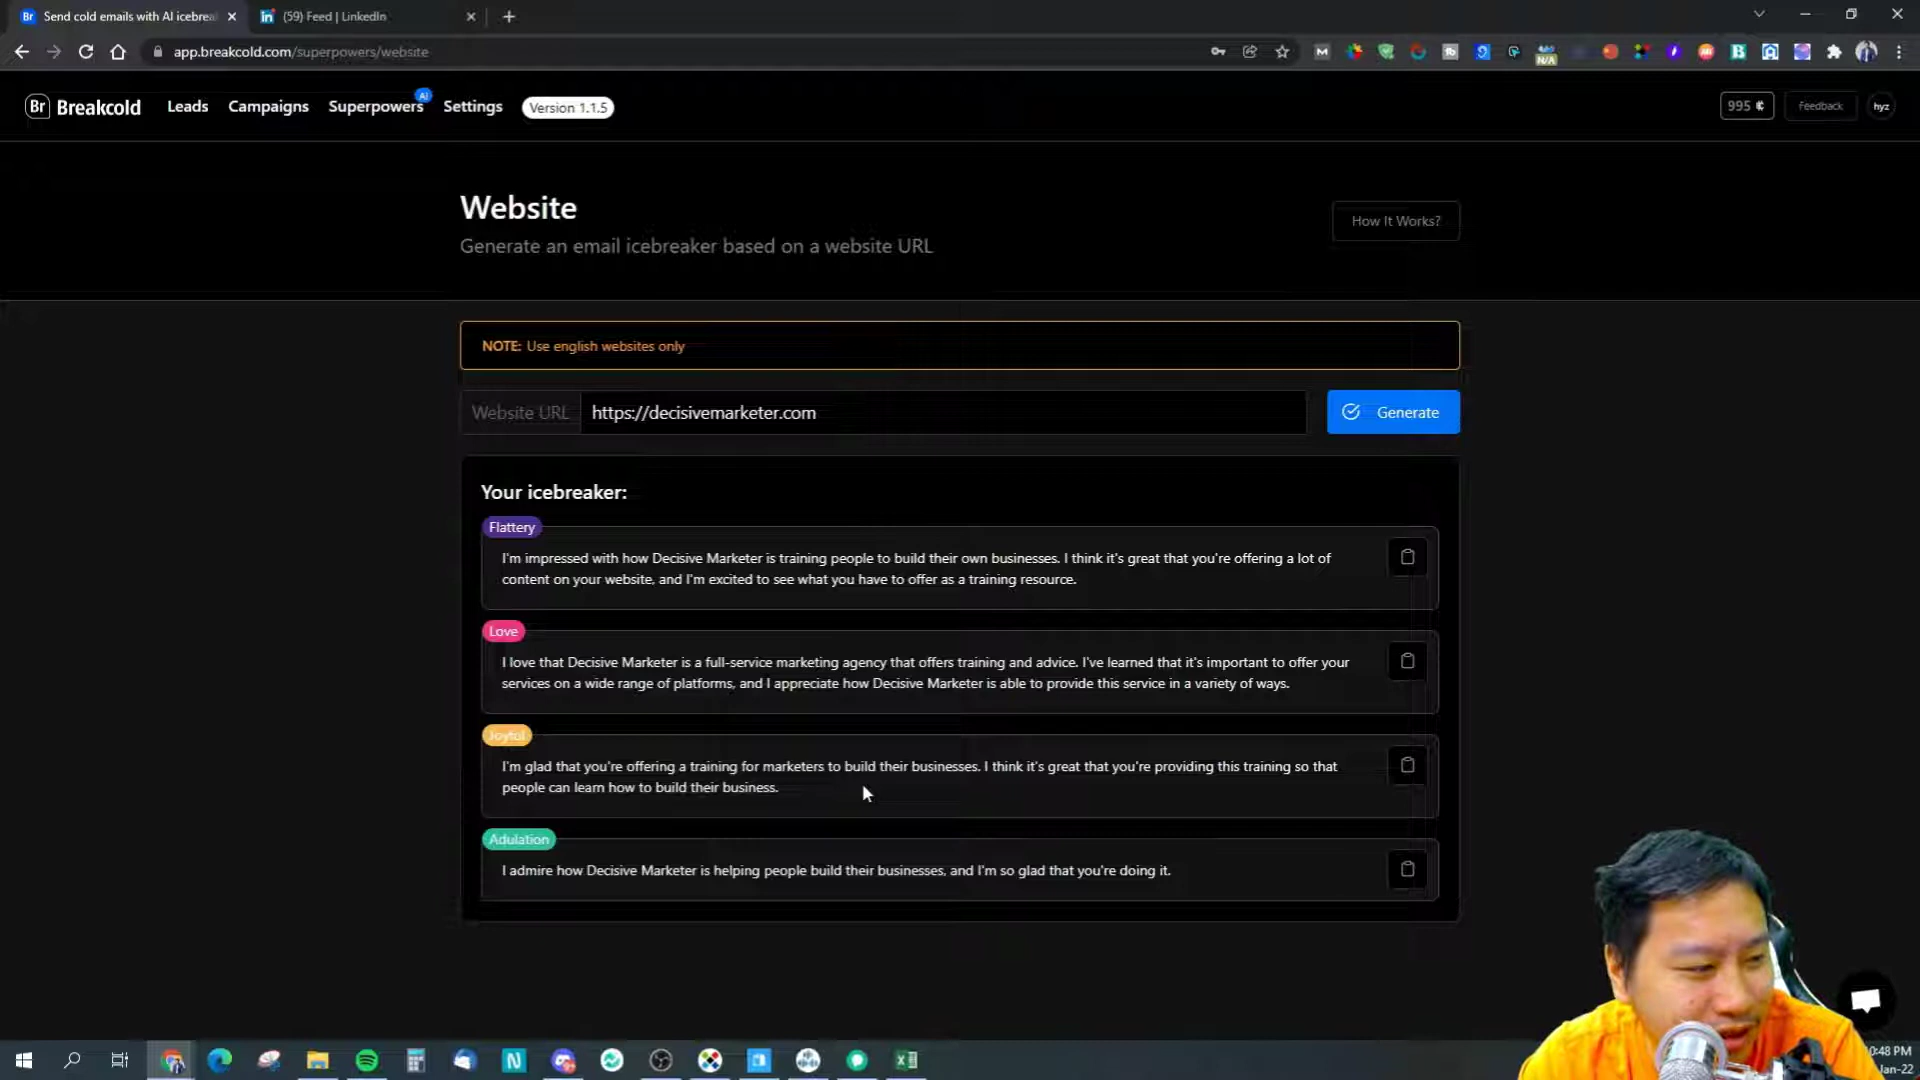 Send cold emails with AI icebrea
(59) Feed | LinkedIn
app.breakcold.com/superpowers/website
N/A
Br Breakcold
Leads
Campaigns
Superpowers
AI
Settings
Version 1.1.5
995
Feedback
hyz
Website
Generate an email icebreaker based on a website URL
How It Works?
NOTE: Use english websites only
Website URL
https://decisivemarketer.com
Generate
Your icebreaker:
Flattery
I'm impressed with how Decisive Marketer is training people to build their own businesses. I think it's great that you're offering a lot of
content on your website, and I'm excited to see what you have to offer as a training resource.
Love
I love that Decisive Marketer is a full-service marketing agency that offers training and advice. I've learned that it's important to offer your
services on a wide range of platforms, and I appreciate how Decisive Marketer is able to provide this service in a variety of ways.
Joyful
I'm glad that you're offering a training for marketers to build their businesses. I think it's great that you're providing this training so that
people can learn how to build their business.
Adulation
I admire how Decisive Marketer is helping people build their businesses, and I'm so glad that you're doing it.
0:48 PM
Jan-22